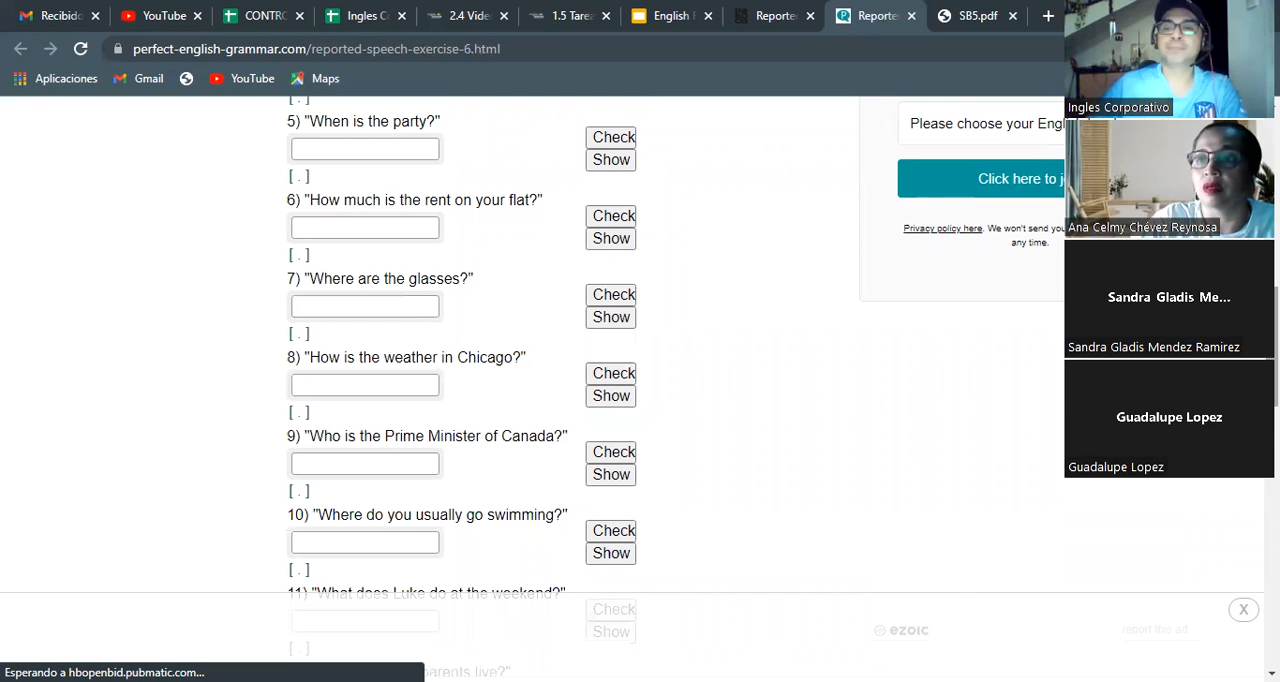 Recibido
YouTube
CONTRO
Ingles C
2.4 Vide
1.5 Tarea
English F
Reporte
Reporte
SB5.pdf
perfect-english-grammar.com/reported-speech-exercise-6.html
Aplicaciones
Gmail
YouTube
Maps
[ . ]
5) "When is the party?"
Check
Show
[ . ]
6) "How much is the rent on your flat?"
Check
Show
[ . ]
7) "Where are the glasses?"
Check
Show
[ . ]
8) "How is the weather in Chicago?"
Check
Show
[ . ]
9) "Who is the Prime Minister of Canada?"
Check
Show
[ . ]
10) "Where do you usually go swimming?"
Check
Show
[ . ]
11) "What does Luke do at the weekend?"
Check
Show
[ . ]
parents live?"
Please choose your Engl
Click here to j
Privacy policy here. We won't send you
any time.
X
ezoic
report this ad
Esperando a hbopenbid.pubmatic.com...
Ingles Corporativo
Ana Celmy Chévez Reynosa
Sandra Gladis Me...
Sandra Gladis Mendez Ramirez
Guadalupe Lopez
Guadalupe Lopez